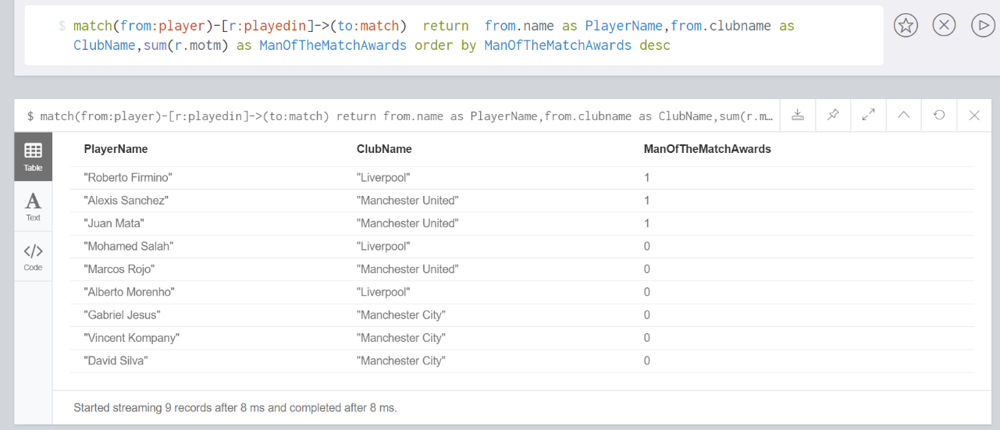 $ match(from:player)-[r:playedin]->(to:match)  return  from.name as PlayerName,from.clubname as
ClubName,sum(r.motm) as ManOfTheMatchAwards order by ManOfTheMatchAwards desc
$ match(from:player)-[r:playedin]->(to:match) return from.name as PlayerName,from.clubname as ClubName,sum(r.m…
Table
Text
Code
PlayerName ClubName ManOfTheMatchAwards
"Roberto Firmino" "Liverpool" 1
"Alexis Sanchez" "Manchester United" 1
"Juan Mata" "Manchester United" 1
"Mohamed Salah" "Liverpool" 0
"Marcos Rojo" "Manchester United" 0
"Alberto Morenho" "Liverpool" 0
"Gabriel Jesus" "Manchester City" 0
"Vincent Kompany" "Manchester City" 0
"David Silva" "Manchester City" 0
Started streaming 9 records after 8 ms and completed after 8 ms.